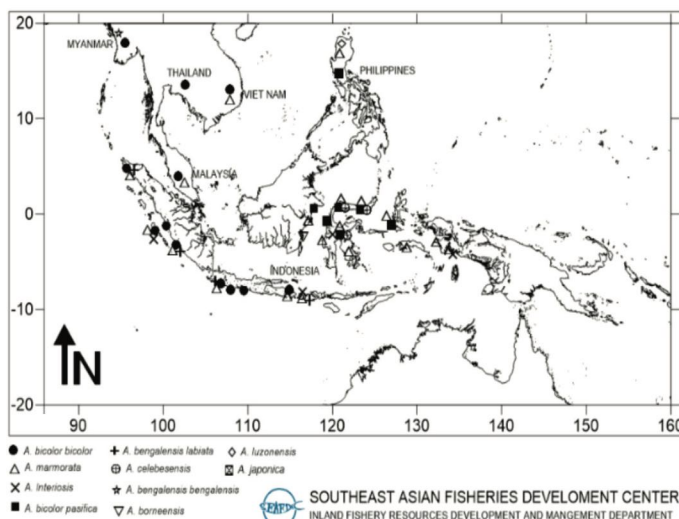 20
MYANMAR
THAILAND
PHILIPPINES
VIET NAM
10
MALAYSIA
0
INDONESIA
-10
N
-20
90 100 110 120 130 140 150 160
A. bicolor bicolor
A. bengalensis labiata
A. luzonensis
A. marmorata
A. celebesensis
A. japonica
A. Interiosis
A. bengalensis bengalensis
A. bicolor pasifica
A. borneensis
SOUTHEAST ASIAN FISHERIES DEVELOMENT CENTER
INLAND FISHERY RESOURCES DEVELOPMENT AND MANGEMENT DEPARTMENT